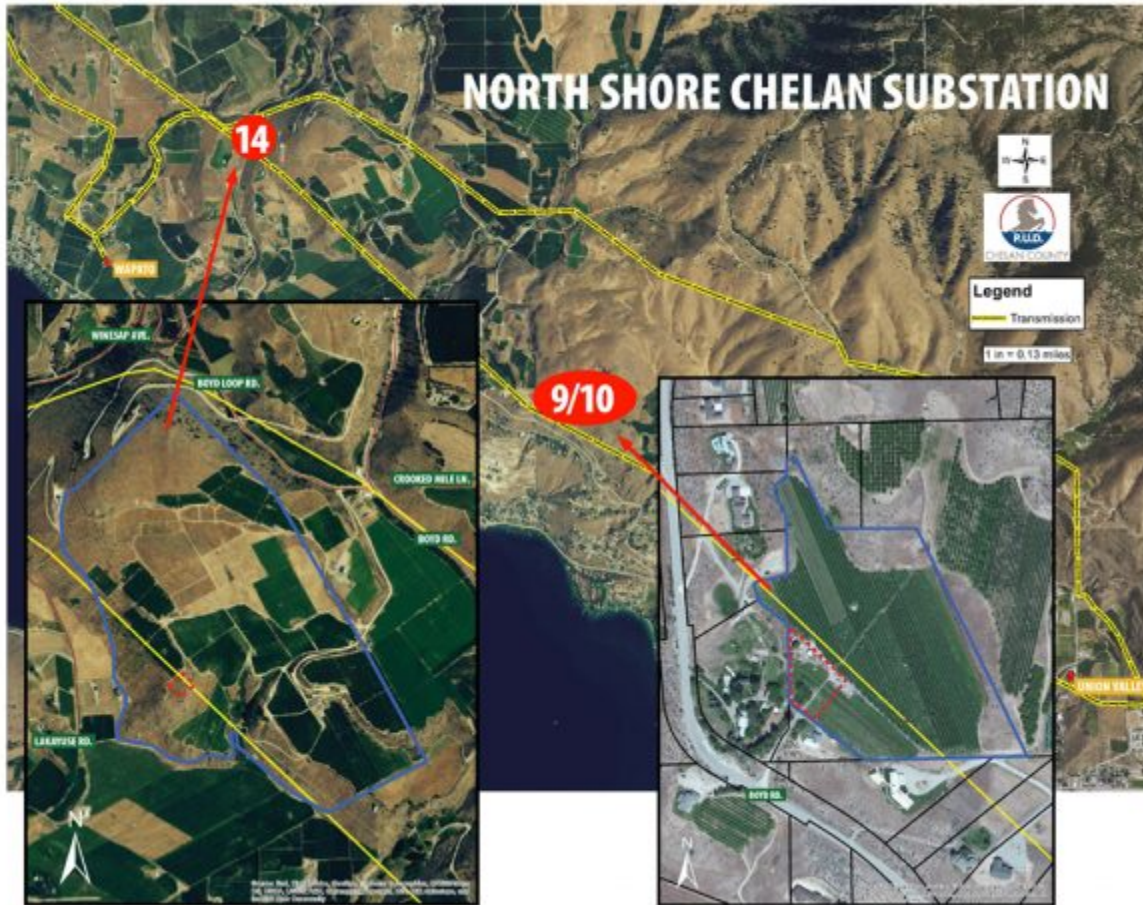 NORTH SHORE CHELAN SUBSTATION
14
N
W E
S
P.U.D.
CHELAN COUNTY
Legend
Transmission
1 in = 0.13 miles
WAPATO
9/10
WINESAP AVE.
BOYD LOOP RD.
CROOKED MILE LN.
BOYD RD.
LAKAYUSE RD.
N
UNION VALLEY
BOYD RD.
N